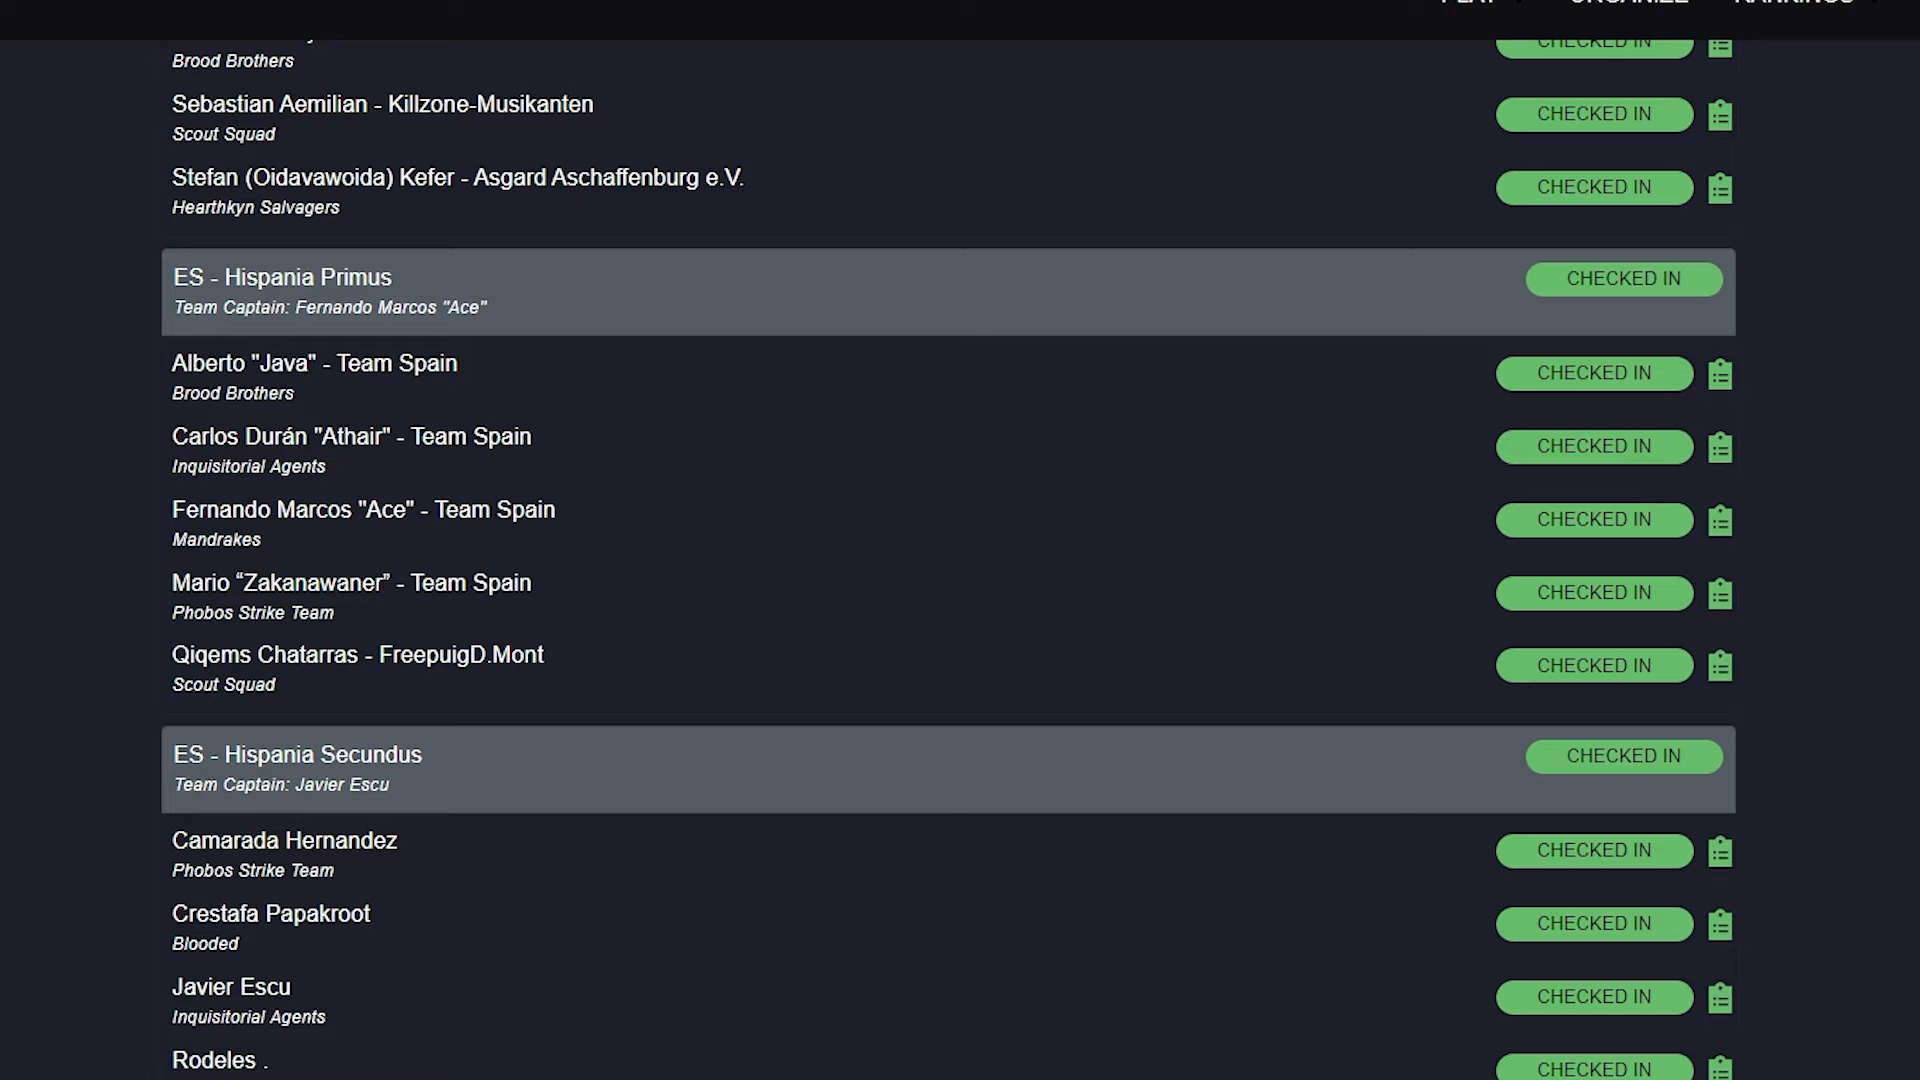 PLAY ORGANIZE RANKINGS
CHECKED IN
Brood Brothers
Sebastian Aemilian - Killzone-Musikanten
CHECKED IN
Scout Squad
Stefan (Oidavawoida) Kefer - Asgard Aschaffenburg e.V.
CHECKED IN
Hearthkyn Salvagers
ES - Hispania Primus
CHECKED IN
Team Captain: Fernando Marcos "Ace"
Alberto "Java" - Team Spain
CHECKED IN
Brood Brothers
Carlos Durán "Athair" - Team Spain
CHECKED IN
Inquisitorial Agents
Fernando Marcos "Ace" - Team Spain
CHECKED IN
Mandrakes
Mario “Zakanawaner” - Team Spain
CHECKED IN
Phobos Strike Team
Qiqems Chatarras - FreepuigD.Mont
CHECKED IN
Scout Squad
ES - Hispania Secundus
CHECKED IN
Team Captain: Javier Escu
Camarada Hernandez
CHECKED IN
Phobos Strike Team
Crestafa Papakroot
CHECKED IN
Blooded
Javier Escu
CHECKED IN
Inquisitorial Agents
Rodeles .
CHECKED IN